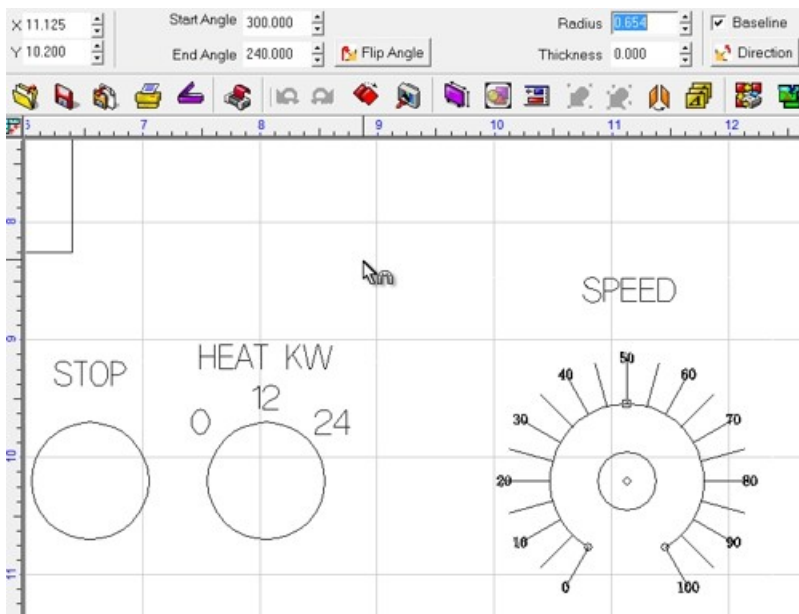 X 11.125 Start Angle 300.000 Radius 0.654 Baseline
Y 10.200 End Angle 240.000 Flip Angle Thickness 0.000 Direction
7 8 9 10 11 12
8
9
10
11
SPEED
STOP
HEAT KW
0 12 24
0 10 20 30 40 50 60 70 80 90 100